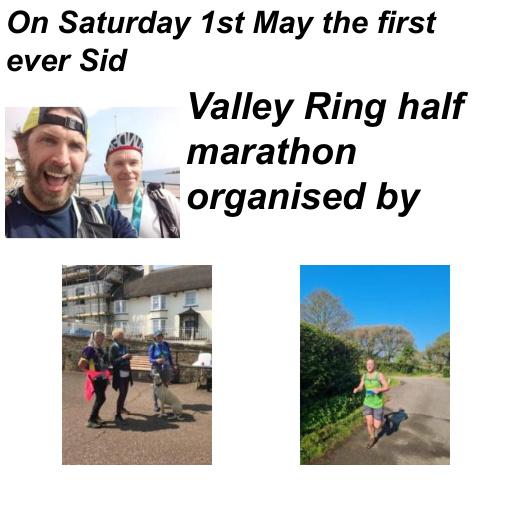 On Saturday 1st May the first
ever Sid
Valley Ring half
marathon
organised by